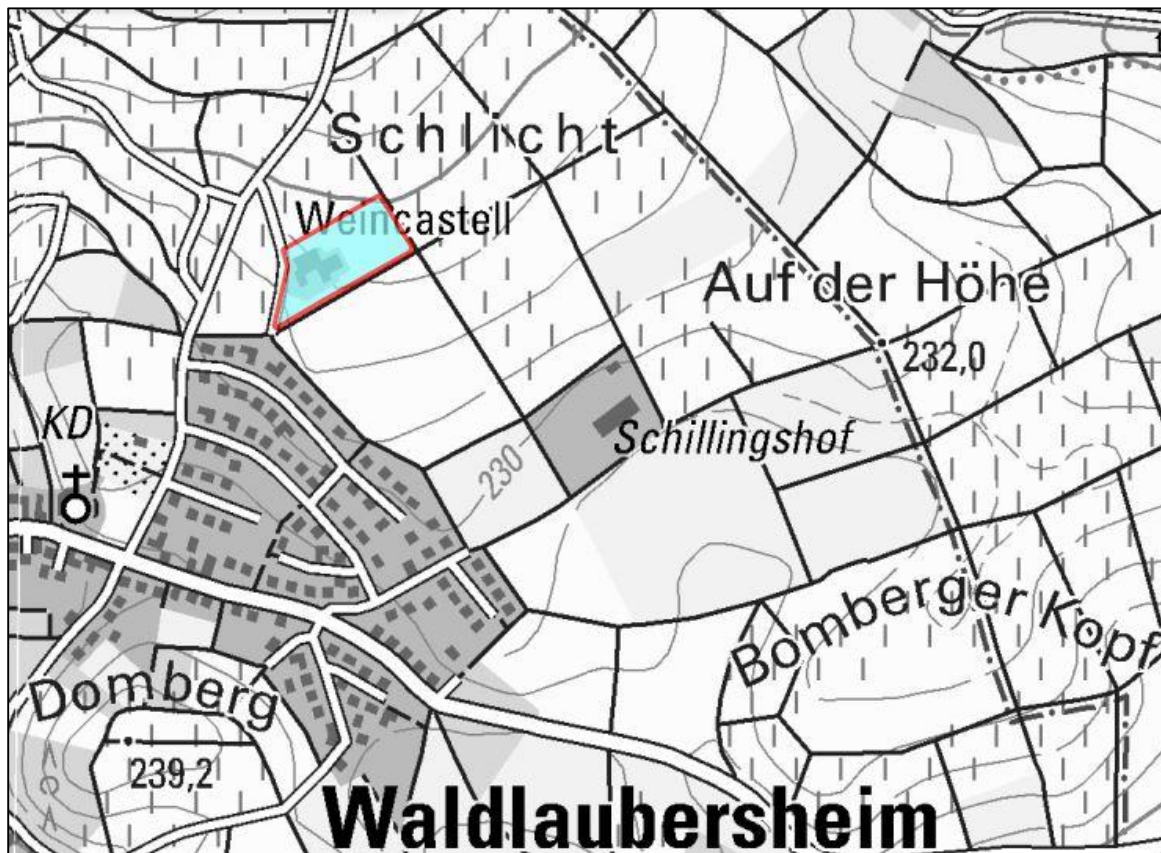 Schlicht
Weincastell
Auf der Höhe
232,0
KD
Schillingshof
230
Bomberger Kopf
Domberg
239,2
Waldlaubersheim